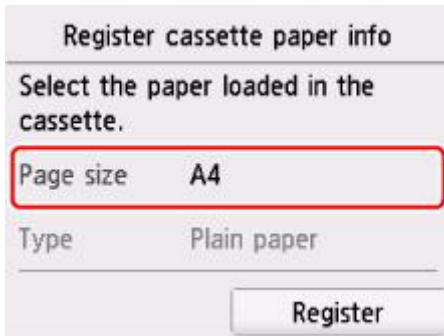 Register cassette paper info
Select the paper loaded in the
cassette.
Page size A4
Type Plain paper
Register